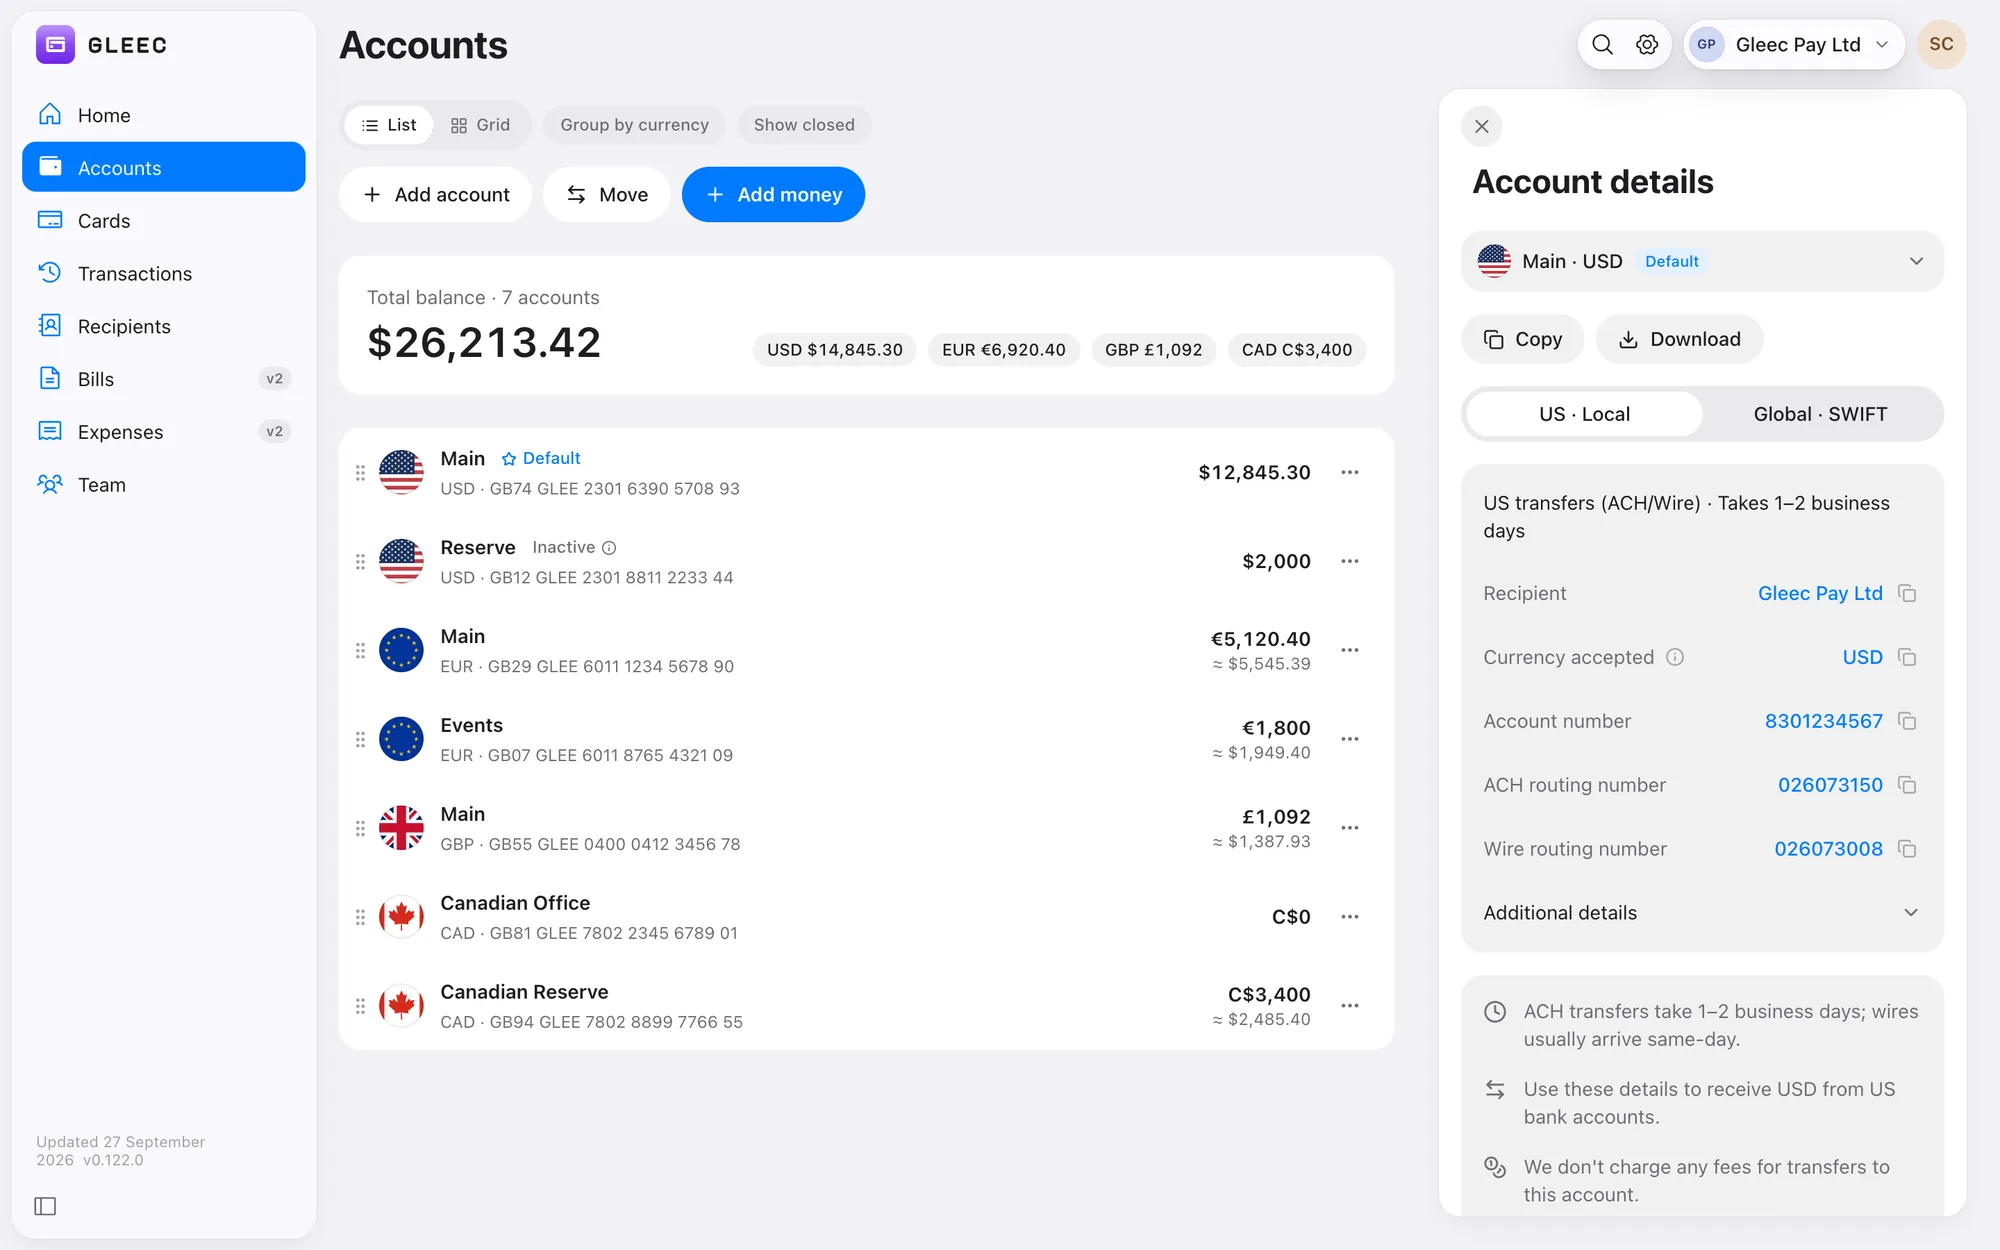 GLEEC
Home
Accounts
Cards
Transactions
Recipients
Bills v2
Expenses v2
Team
Updated 27 September
2026 v0.122.0
Accounts
List
Grid
Group by currency
Show closed
Add account
Move
Add money
Total balance · 7 accounts
$26,213.42
USD $14,845.30
EUR €6,920.40
GBP £1,092
CAD C$3,400
Main Default
USD · GB74 GLEE 2301 6390 5708 93
$12,845.30
Reserve Inactive
USD · GB12 GLEE 2301 8811 2233 44
$2,000
Main
EUR · GB29 GLEE 6011 1234 5678 90
€5,120.40
≈ $5,545.39
Events
EUR · GB07 GLEE 6011 8765 4321 09
€1,800
≈ $1,949.40
Main
GBP · GB55 GLEE 0400 0412 3456 78
£1,092
≈ $1,387.93
Canadian Office
CAD · GB81 GLEE 7802 2345 6789 01
C$0
Canadian Reserve
CAD · GB94 GLEE 7802 8899 7766 55
C$3,400
≈ $2,485.40
GP Gleec Pay Ltd
SC
Account details
Main · USD Default
Copy
Download
US · Local
Global · SWIFT
US transfers (ACH/Wire) · Takes 1–2 business
days
Recipient Gleec Pay Ltd
Currency accepted USD
Account number 8301234567
ACH routing number 026073150
Wire routing number 026073008
Additional details
ACH transfers take 1–2 business days; wires
usually arrive same-day.
Use these details to receive USD from US
bank accounts.
We don't charge any fees for transfers to
this account.